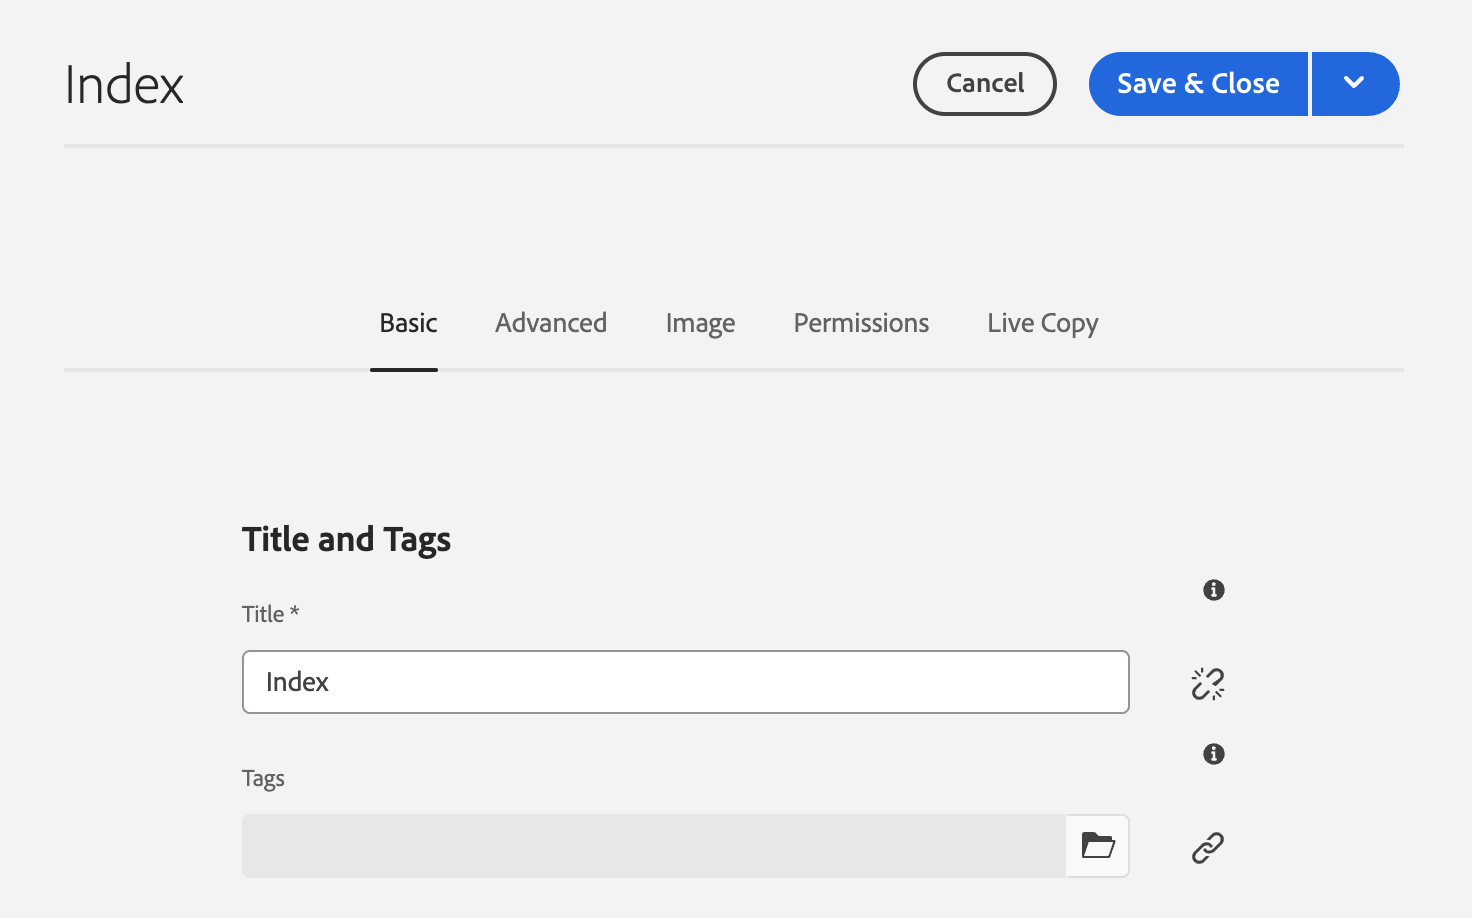 Index
Cancel
Save & Close
Basic Advanced Image Permissions Live Copy
Title and Tags
Title *
Index
Tags